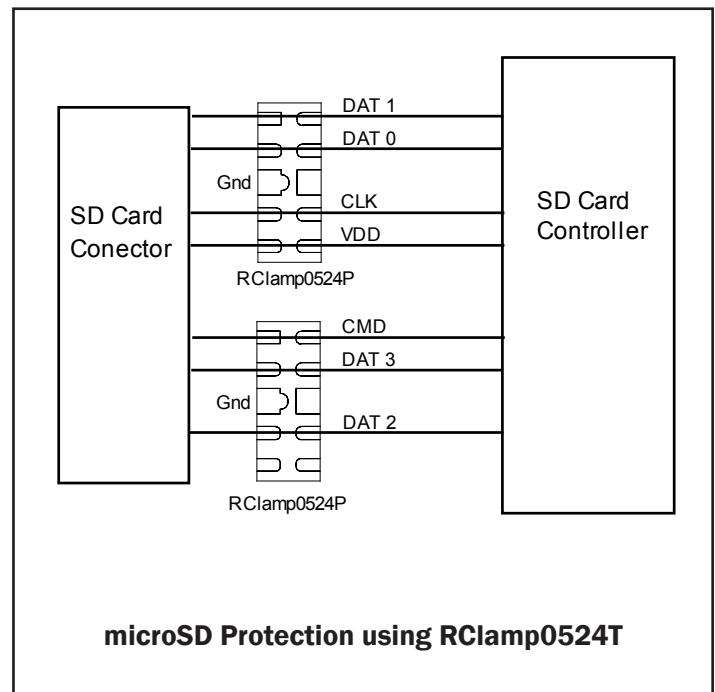 DAT 1
DAT 0
Gnd
CLK
VDD
RClamp0524P
SD Card
Conector
SD Card
Controller
CMD
DAT 3
Gnd
DAT 2
RClamp0524P
microSD Protection using RClamp0524T